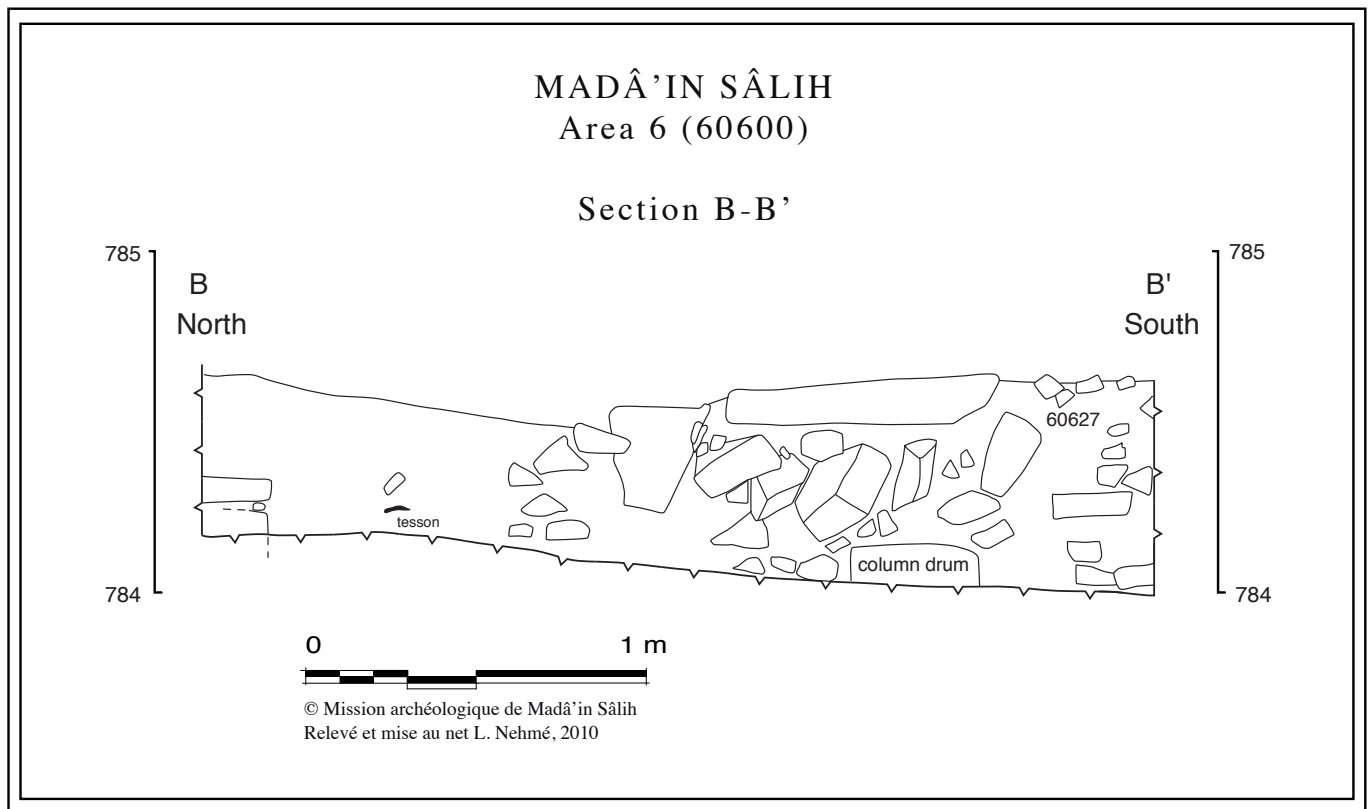 MADÂ’IN SÂLIH
Area 6 (60600)
Section B-B’
785
785
B
North
B'
South
60627
tesson
column drum
784
784
0 1 m
© Mission archéologique de Madâ’in Sâlih
Relevé et mise au net L. Nehmé, 2010